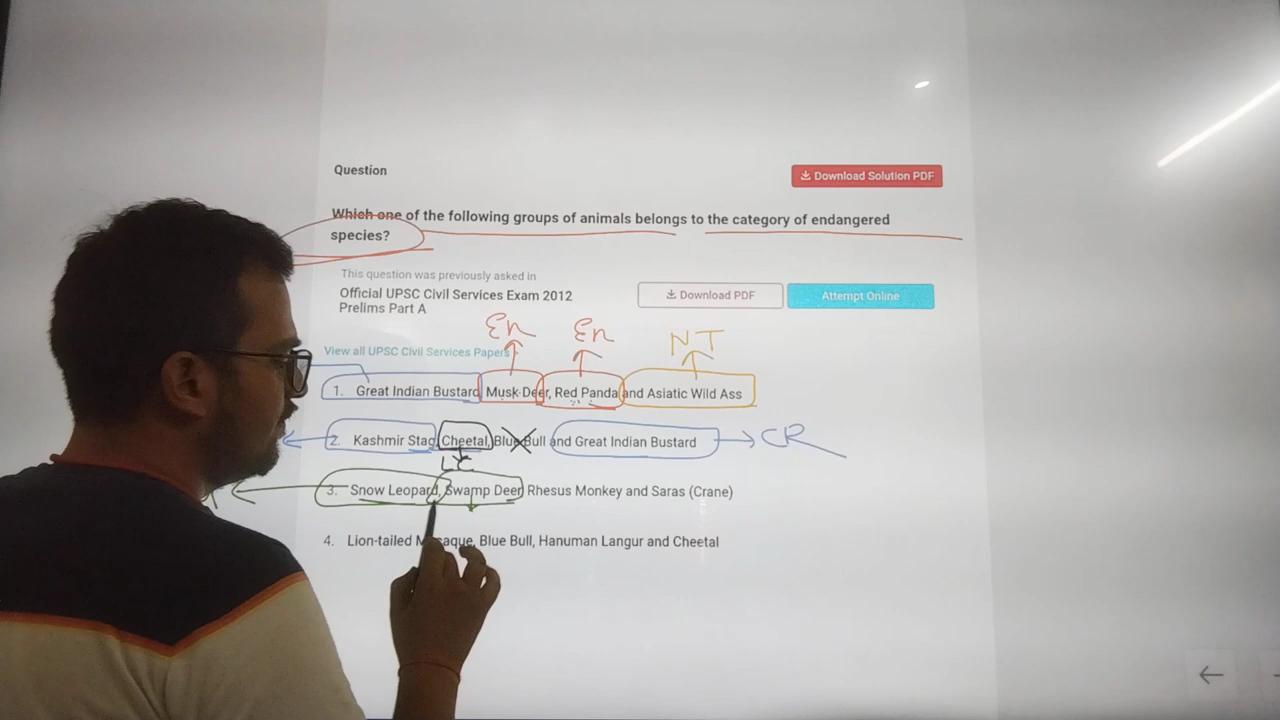 Question
Download Solution PDF
Which one of the following groups of animals belongs to the category of endangered
species?
This question was previously asked in
Official UPSC Civil Services Exam 2012
Prelims Part A
Download PDF
Attempt Online
View all UPSC Civil Services Papers
En En NT
1. Great Indian Bustard, Musk Deer, Red Panda and Asiatic Wild Ass
2. Kashmir Stag, Cheetal, Blue Bull and Great Indian Bustard
CR
LC
3. Snow Leopard, Swamp Deer, Rhesus Monkey and Saras (Crane)
4. Lion-tailed Blue Bull, Hanuman Langur and Cheetal